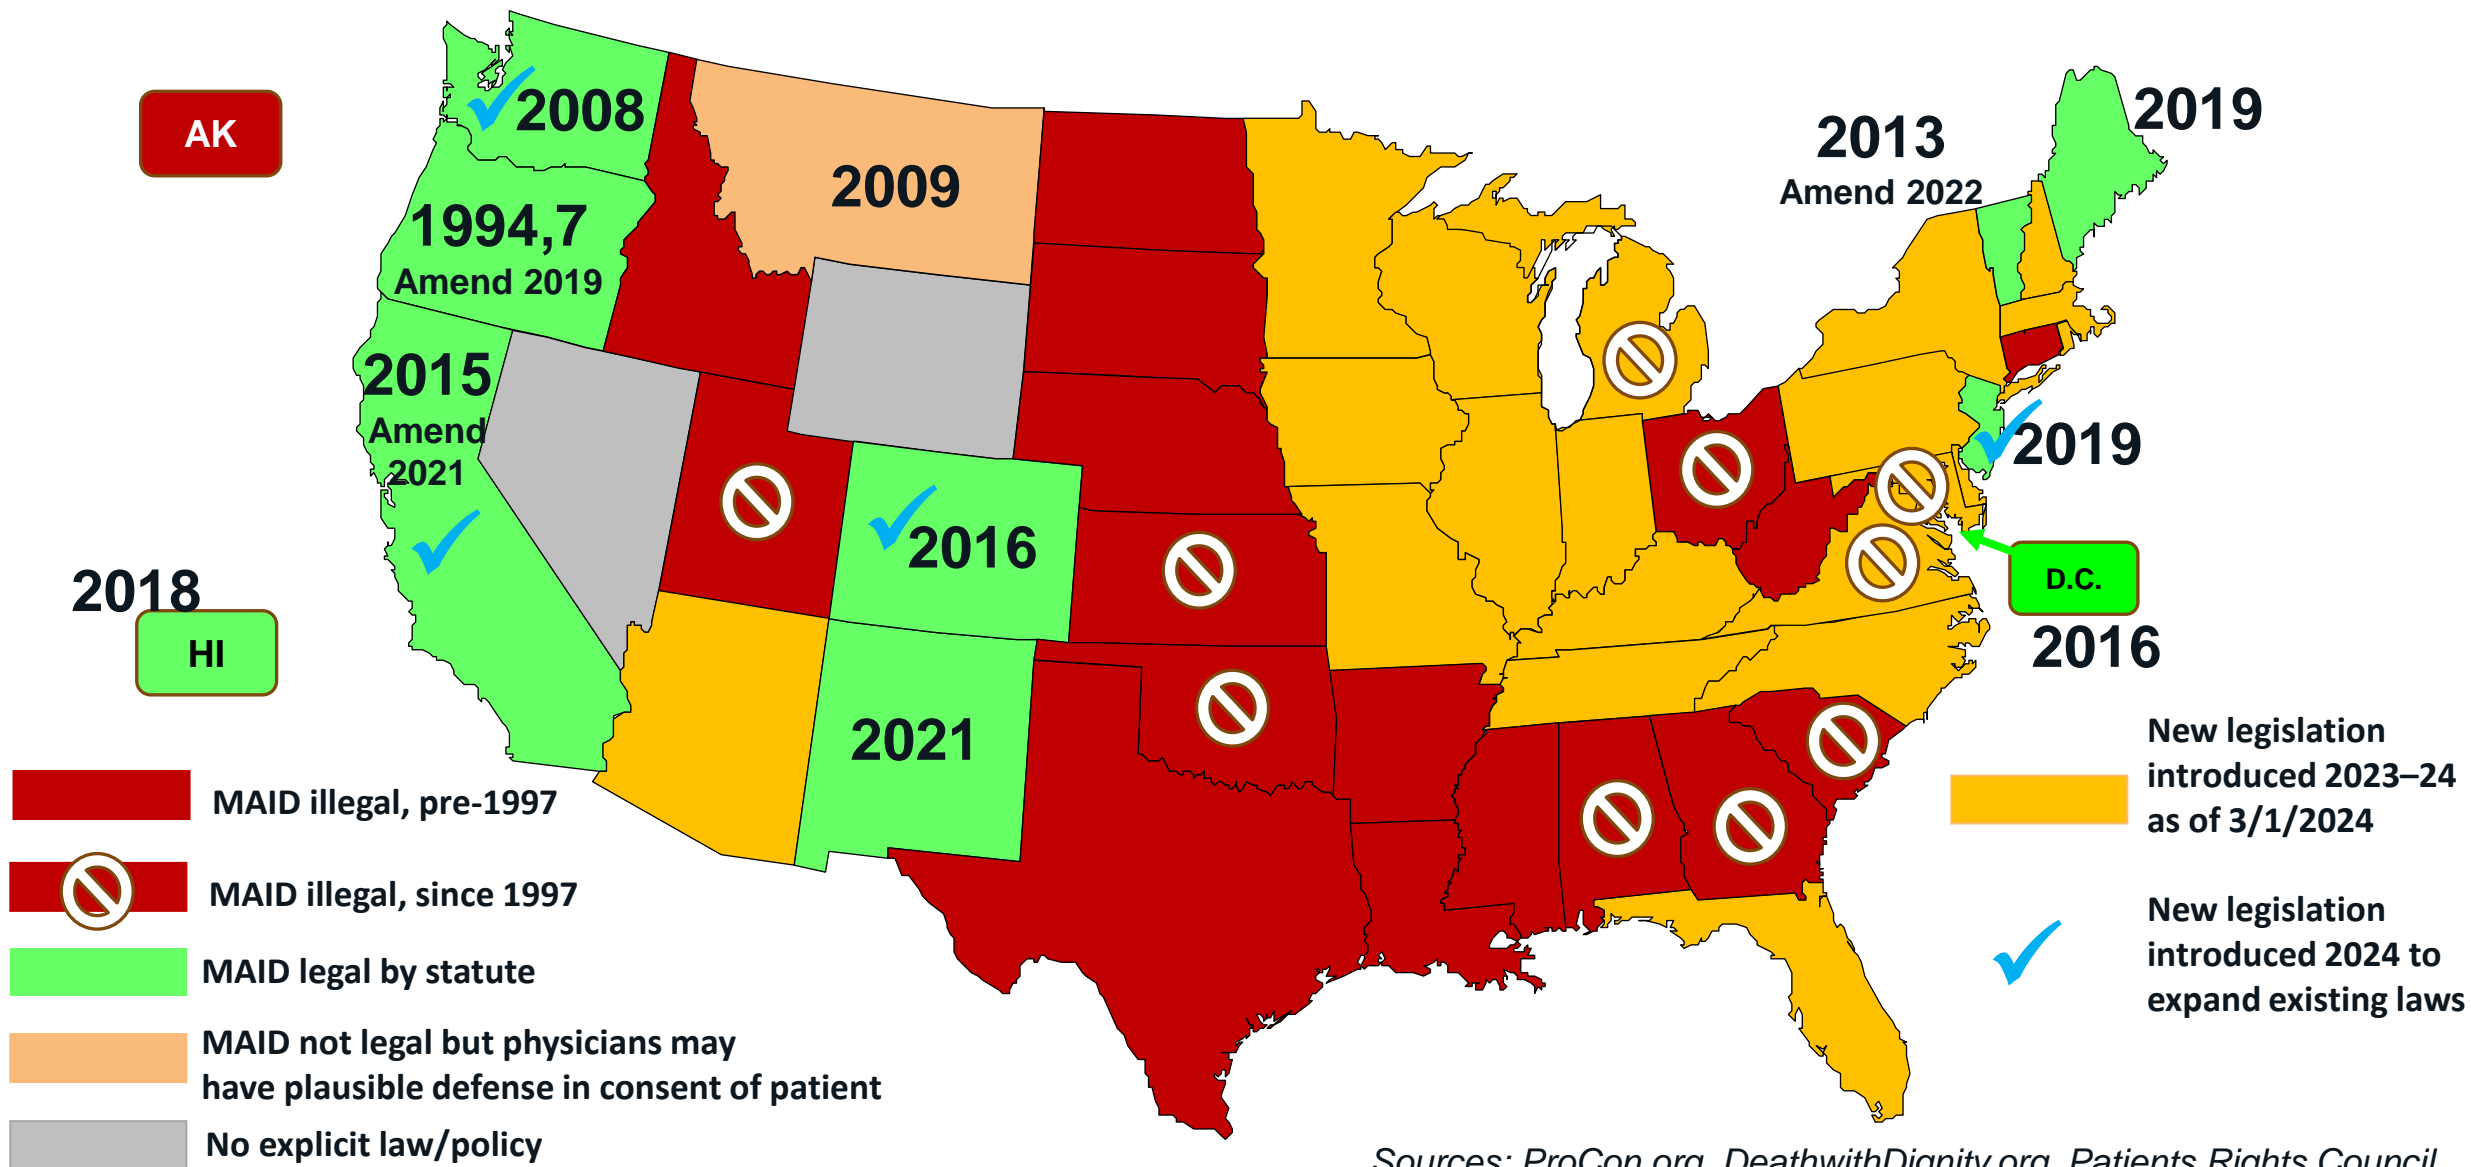 AK
2008
2009
2013
Amend 2022
2019
1994,7
Amend 2019
2015
Amend
2021
2016
2019
2018
HI
D.C.
2016
2021
MAID illegal, pre-1997
MAID illegal, since 1997
MAID legal by statute
MAID not legal but physicians may
have plausible defense in consent of patient
No explicit law/policy
New legislation
introduced 2023–24
as of 3/1/2024
New legislation
introduced 2024 to
expand existing laws
Sources: ProCon.org, DeathwithDignity.org, Patients Rights Council